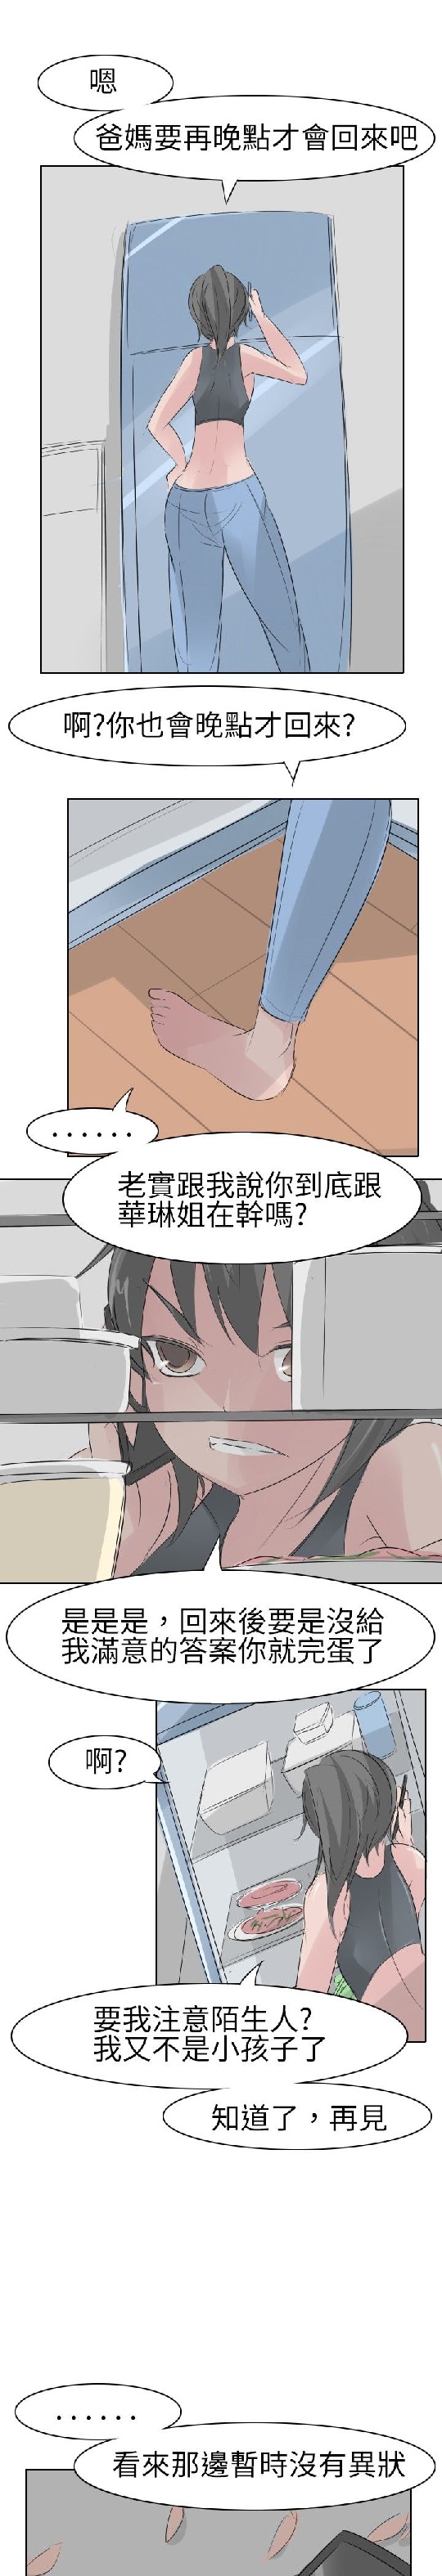 嗯
爸媽要再晚點才會回來吧
啊?你也會晚點才回來?
......
老實跟我說你到底跟
華琳姐在幹嗎?
是是是，回來後要是沒給
我滿意的答案你就完蛋了
啊?
要我注意陌生人?
我又不是小孩子了
知道了，再見
......
看來那邊暫時沒有異狀